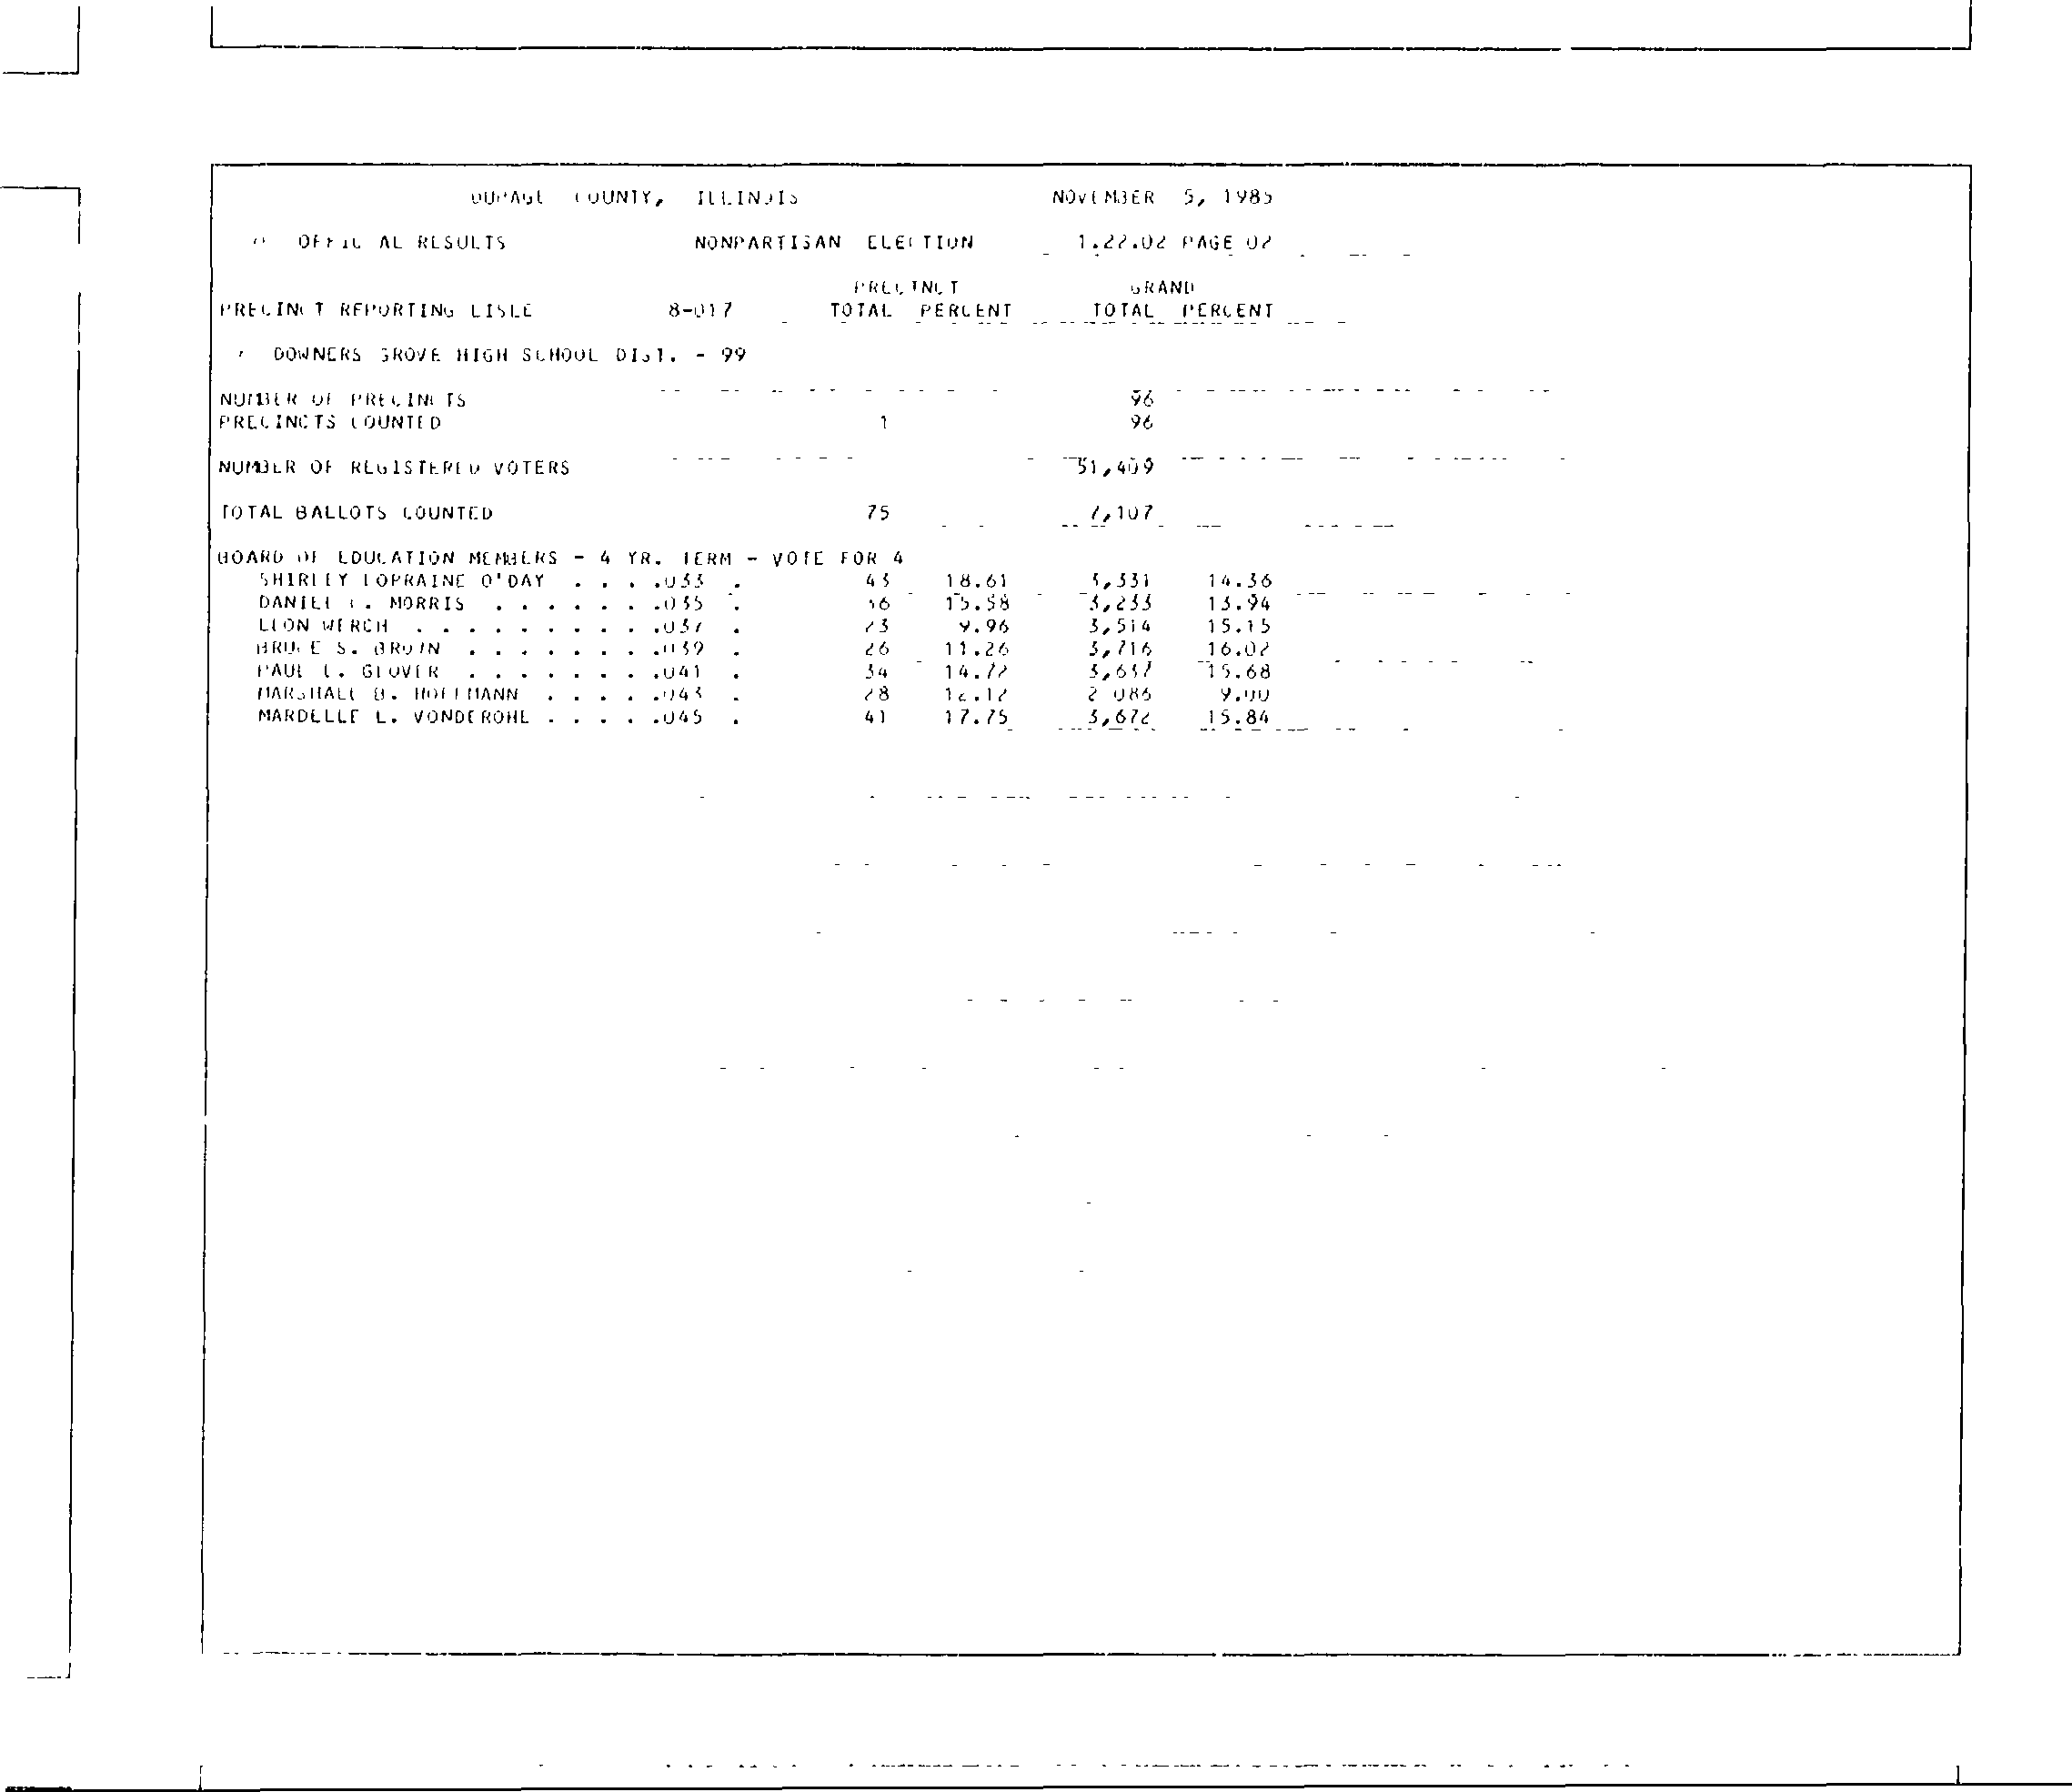 DUPAGE COUNTY, ILLINOIS NOVEMBER 5, 1985
OFFICIAL RESULTS NONPARTISAN ELECTION 1.22.02 PAGE 02
PRECINCT GRAND
PRECINCT REPORTING LISLE 8-017 TOTAL PERCENT TOTAL PERCENT
DOWNERS GROVE HIGH SCHOOL DIST. - 99
NUMBER OF PRECINCTS 96
PRECINCTS COUNTED 1 96
NUMBER OF REGISTERED VOTERS 51,409
TOTAL BALLOTS COUNTED 75 7,107
BOARD OF EDUCATION MEMBERS - 4 YR. TERM - VOTE FOR 4
SHIRLEY LORRAINE O'DAY . . . .033 . 43 18.61 3,331 14.36
DANIEL MORRIS . . . . . . .035 . 36 15.58 3,233 13.94
LEON WERCH . . . . . . . . . .037 . 23 9.96 3,514 15.15
BRUCE S. BROWN . . . . . . . .039 . 26 11.26 3,716 16.02
PAUL L. GLOVER . . . . . . . .041 . 34 14.72 3,637 15.68
MARSHALL B. HOFFMANN . . . . .043 . 28 12.12 2,086 9.00
MARDELLE L. VONDEROHE . . . . .045 . 41 17.75 3,672 15.84